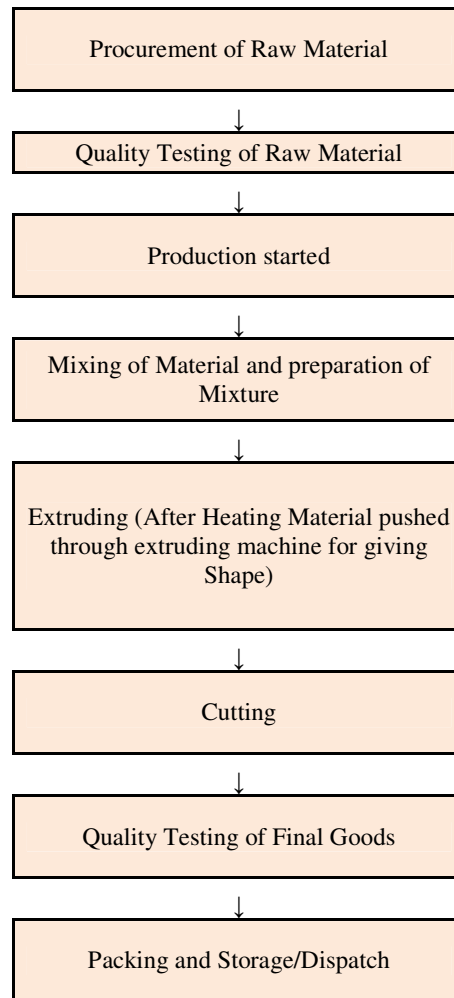 Procurement of Raw Material
↓
Quality Testing of Raw Material
↓
Production started
↓
Mixing of Material and preparation of
Mixture
↓
Extruding (After Heating Material pushed
through extruding machine for giving
Shape)
↓
Cutting
↓
Quality Testing of Final Goods
↓
Packing and Storage/Dispatch